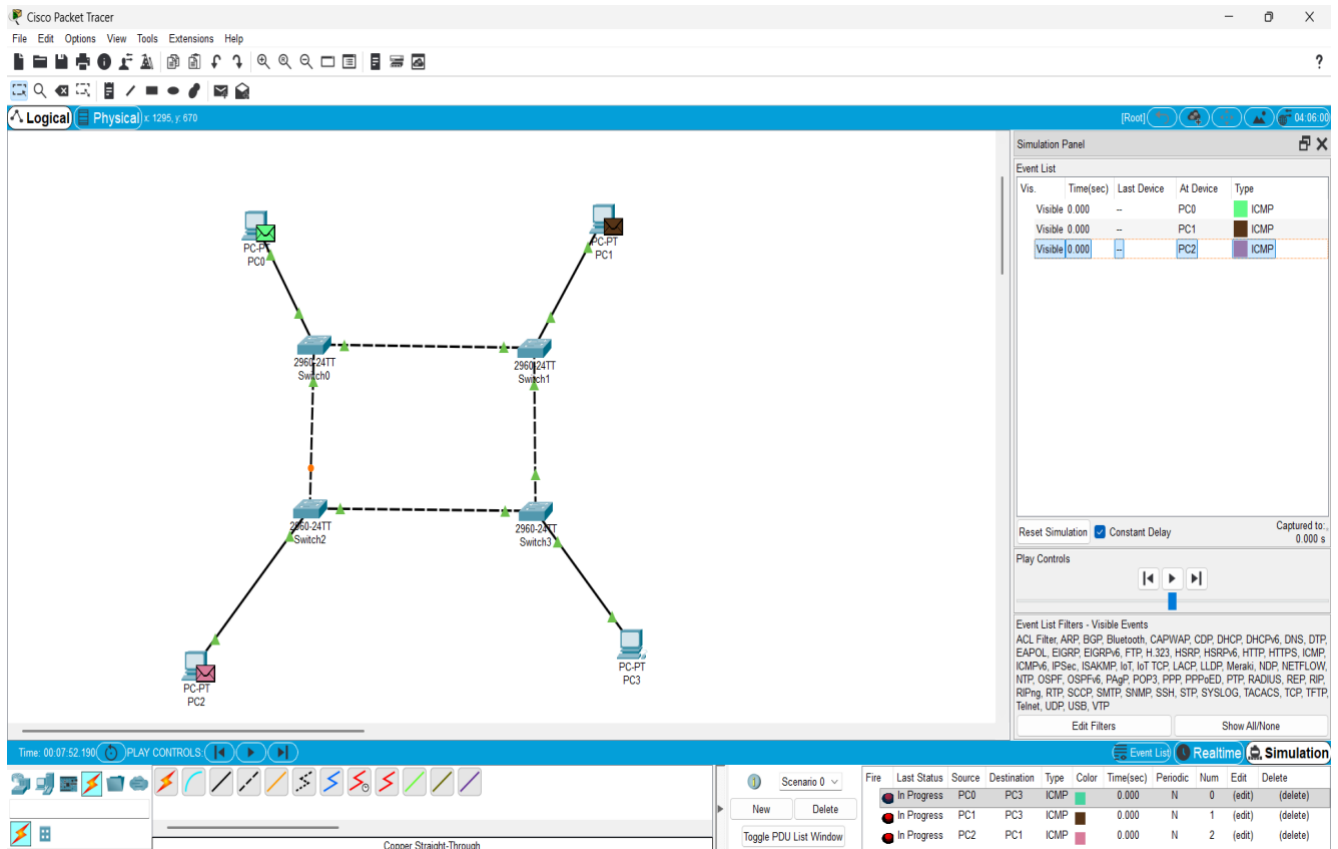 Cisco Packet Tracer
File Edit Options View Tools Extensions Help
?
Logical Physical x: 1295, y: 670 [Root] 04:06:00
PC-PT
PC0
PC-PT
PC1
2960-24TT
Switch0
2960-24TT
Switch1
2960-24TT
Switch2
2960-24TT
Switch3
PC-PT
PC2
PC-PT
PC3
Simulation Panel
Event List
Vis. Time(sec) Last Device At Device Type
Visible 0.000 -- PC0 ICMP
Visible 0.000 -- PC1 ICMP
Visible 0.000 -- PC2 ICMP
Reset Simulation Constant Delay Captured to:
0.000 s
Play Controls
Event List Filters - Visible Events
ACL Filter, ARP, BGP, Bluetooth, CAPWAP, CDP, DHCP, DHCPv6, DNS, DTP,
EAPOL, EIGRP, EIGRPv6, FTP, H.323, HSRP, HSRPv6, HTTP, HTTPS, ICMP,
ICMPv6, IPSec, ISAKMP, IoT, IoT TCP, LACP, LLDP, Meraki, NDP, NETFLOW,
NTP, OSPF, OSPFv6, PAgP, POP3, PPP, PPPoED, PTP, RADIUS, REP, RIP,
RIPng, RTP, SCCP, SMTP, SNMP, SSH, STP, SYSLOG, TACACS, TCP, TFTP,
Telnet, UDP, USB, VTP
Edit Filters Show All/None
Time: 00:07:52.190 PLAY CONTROLS: Event List Realtime Simulation
Copper Straight-Through
Scenario 0
New Delete
Toggle PDU List Window
Fire Last Status Source Destination Type Color Time(sec) Periodic Num Edit Delete
In Progress PC0 PC3 ICMP 0.000 N 0 (edit) (delete)
In Progress PC1 PC3 ICMP 0.000 N 1 (edit) (delete)
In Progress PC2 PC1 ICMP 0.000 N 2 (edit) (delete)